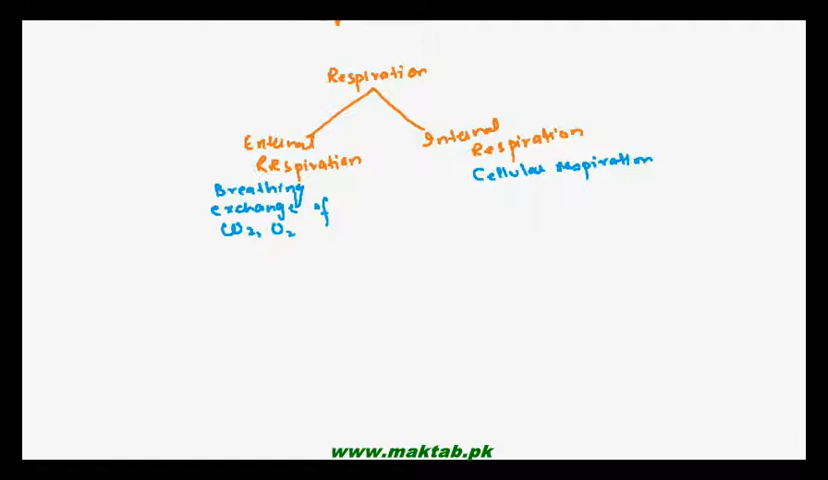 Respiration
External
Respiration
Breathing
exchange of
CO2, O2
Internal
Respiration
Cellular respiration
www.maktab.pk